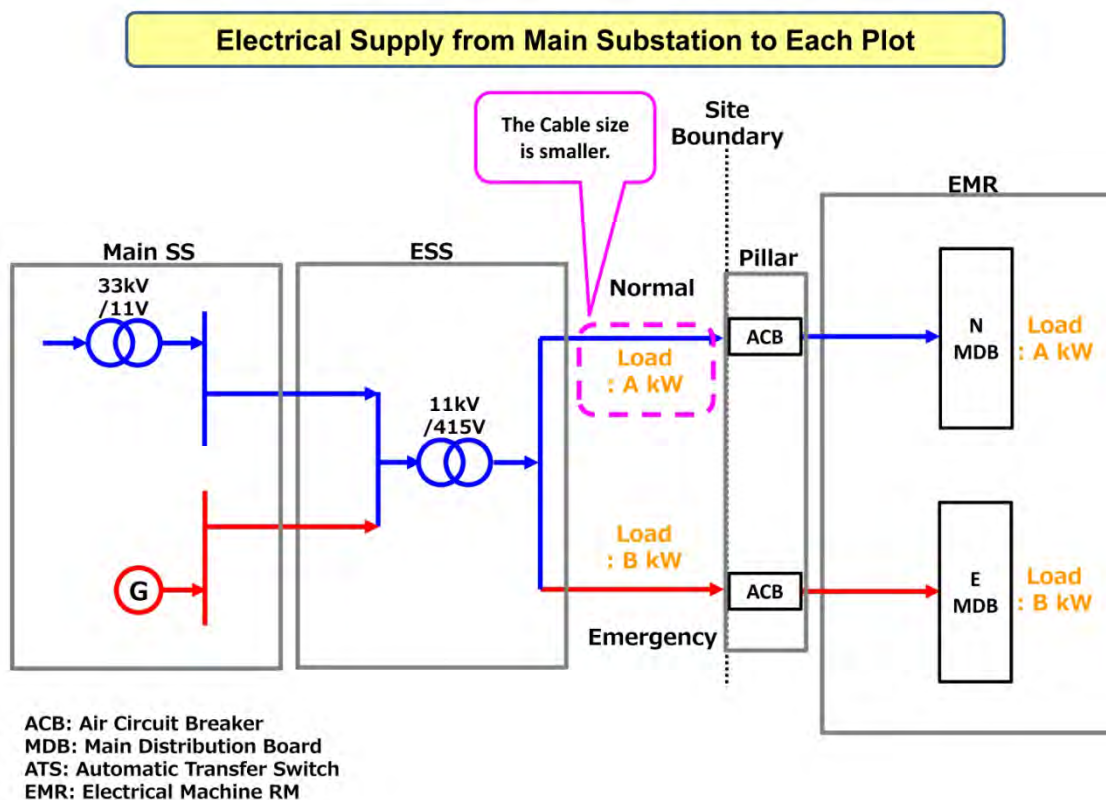 Electrical Supply from Main Substation to Each Plot
The Cable size
is smaller.
Site
Boundary
EMR
Main SS
ESS
Pillar
33kV
/11V
Normal
ACB
N
MDB
Load
: A kW
Load
: A kW
11kV
/415V
Load
: B kW
G
ACB
E
MDB
Load
: B kW
Emergency
ACB: Air Circuit Breaker
MDB: Main Distribution Board
ATS: Automatic Transfer Switch
EMR: Electrical Machine RM